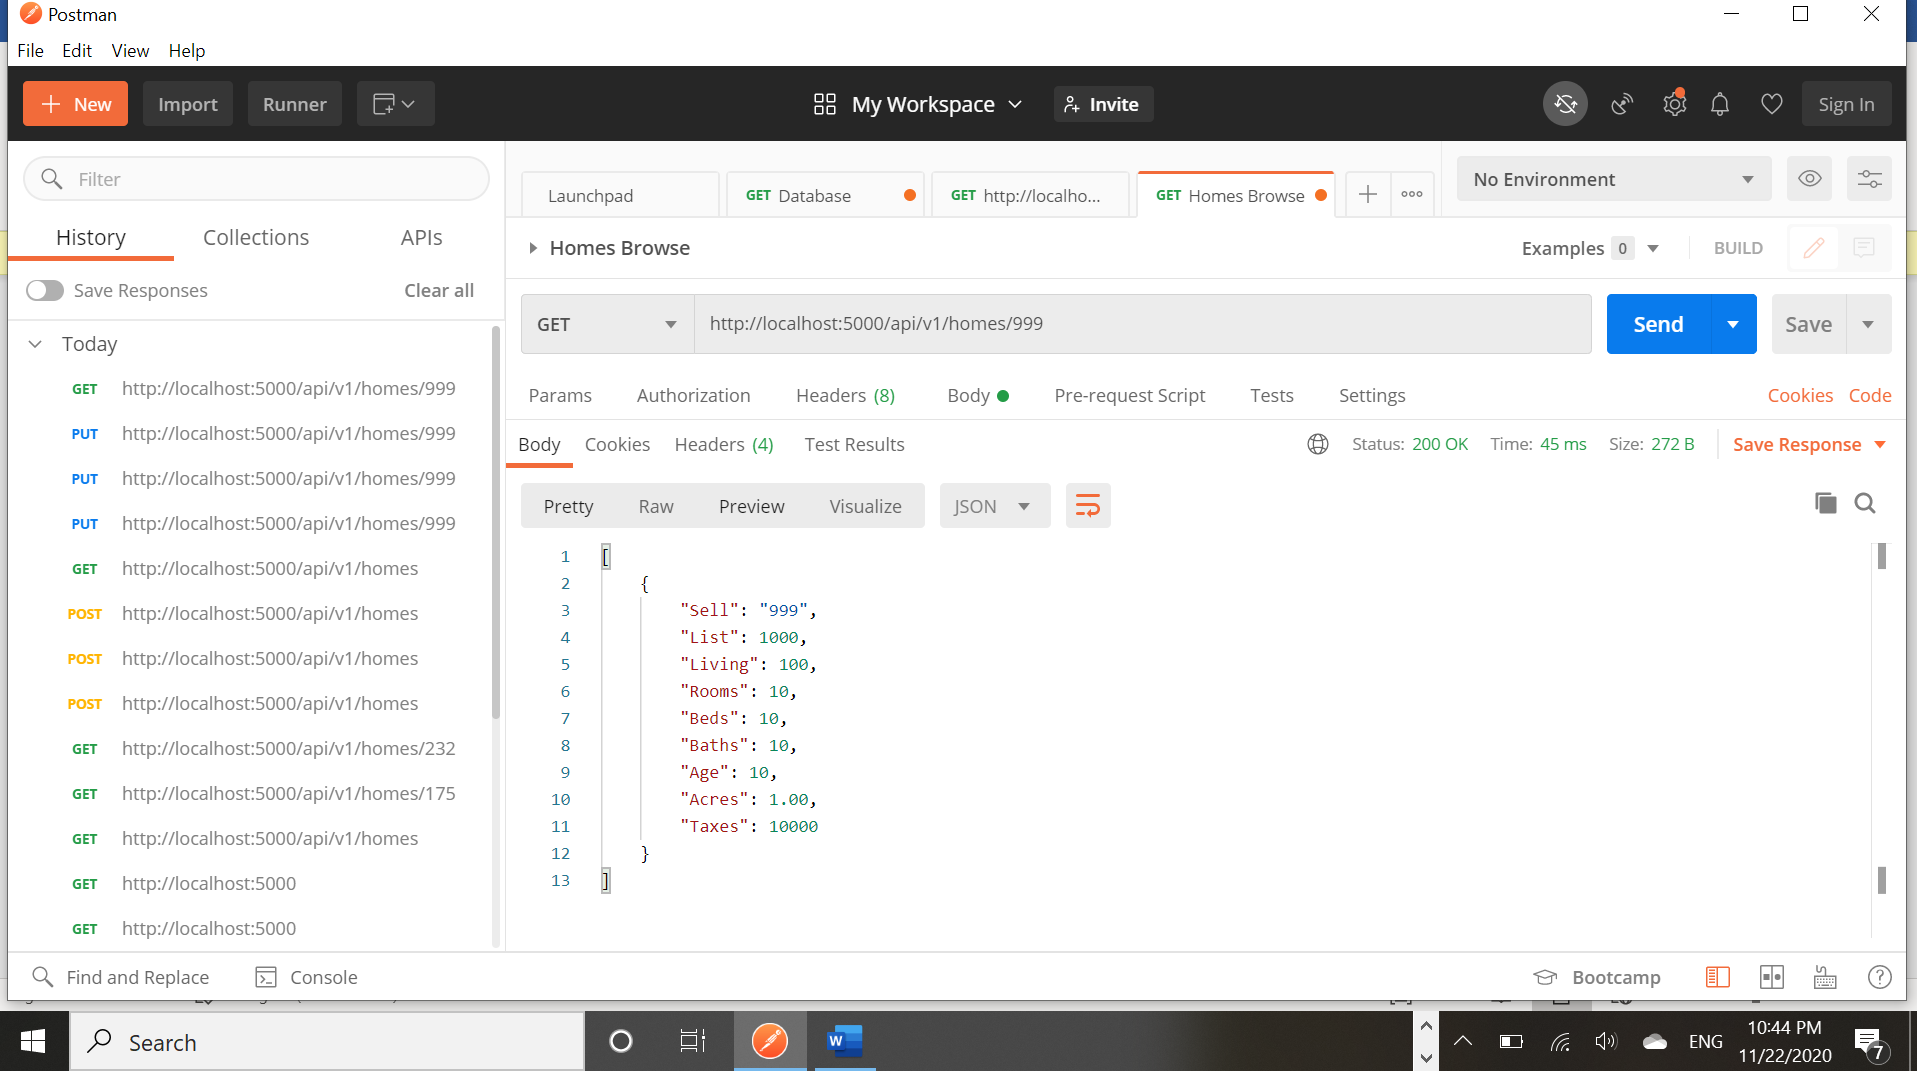 Postman
File Edit View Help
New Import Runner My Workspace Invite Sign In
Filter
History Collections APIs
Save Responses Clear all
Today
GET http://localhost:5000/api/v1/homes/999
PUT http://localhost:5000/api/v1/homes/999
PUT http://localhost:5000/api/v1/homes/999
PUT http://localhost:5000/api/v1/homes/999
GET http://localhost:5000/api/v1/homes
POST http://localhost:5000/api/v1/homes
POST http://localhost:5000/api/v1/homes
POST http://localhost:5000/api/v1/homes
GET http://localhost:5000/api/v1/homes/232
GET http://localhost:5000/api/v1/homes/175
GET http://localhost:5000/api/v1/homes
GET http://localhost:5000
GET http://localhost:5000
Launchpad GET Database GET http://localho... GET Homes Browse No Environment
Homes Browse Examples 0 BUILD
GET http://localhost:5000/api/v1/homes/999 Send Save
Params Authorization Headers (8) Body Pre-request Script Tests Settings Cookies Code
Body Cookies Headers (4) Test Results Status: 200 OK Time: 45 ms Size: 272 B Save Response
Pretty Raw Preview Visualize JSON
1 [
2 {
3 "Sell": "999",
4 "List": 1000,
5 "Living": 100,
6 "Rooms": 10,
7 "Beds": 10,
8 "Baths": 10,
9 "Age": 10,
10 "Acres": 1.00,
11 "Taxes": 10000
12 }
13 ]
Find and Replace Console Bootcamp
Search W ENG 10:44 PM
11/22/2020 7